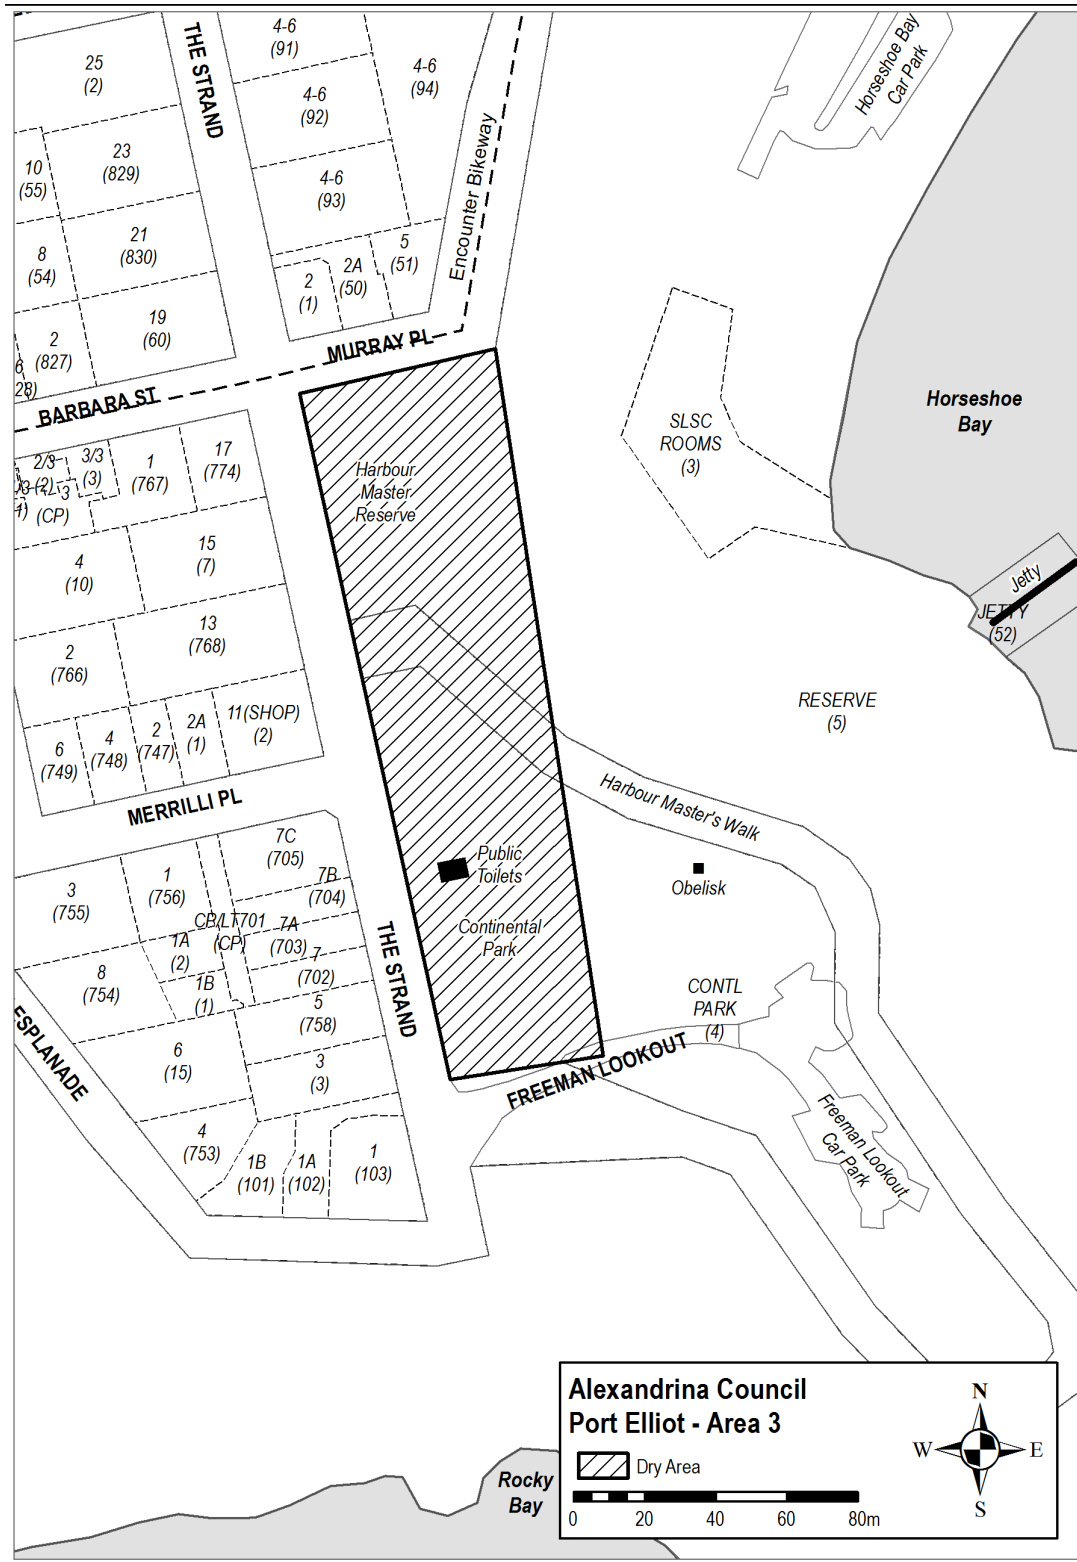 THE STRAND
4-6
(91)
25
(2)
4-6
(94)
4-6
(92)
Horseshoe Bay
Car Park
23
(829)
10
(55)
4-6
(93)
Encounter Bikeway
21
(830)
8
(54)
5
(51)
2A
(50)
2
(1)
19
(60)
2
(827)
6
28)
MURRAY PL
BARBARA ST
Horseshoe
Bay
SLSC
ROOMS
(3)
Harbour
Master
Reserve
17
(774)
1
(767)
3/3
(3)
2/3
(2)
/3
1)
3
(CP)
15
(7)
4
(10)
Jetty
JETTY
(52)
13
(768)
2
(766)
RESERVE
(5)
11(SHOP)
(2)
2A
(1)
2
(747)
4
(748)
6
(749)
MERRILLI PL
Harbour Master's Walk
7C
(705)
Public
Toilets
Obelisk
7B
(704)
1
(756)
3
(755)
CB/LT701
(CP)
7A
(703)
Continental
Park
THE STRAND
1A
(2)
7
(702)
8
(754)
1B
(1)
5
(758)
CONTL
PARK
(4)
ESPLANADE
6
(15)
3
(3)
FREEMAN LOOKOUT
Freeman Lookout
Car Park
4
(753)
1B
(101)
1A
(102)
1
(103)
Alexandrina Council
Port Elliot - Area 3
Dry Area
0 20 40 60 80m
N
W E
S
Rocky
Bay